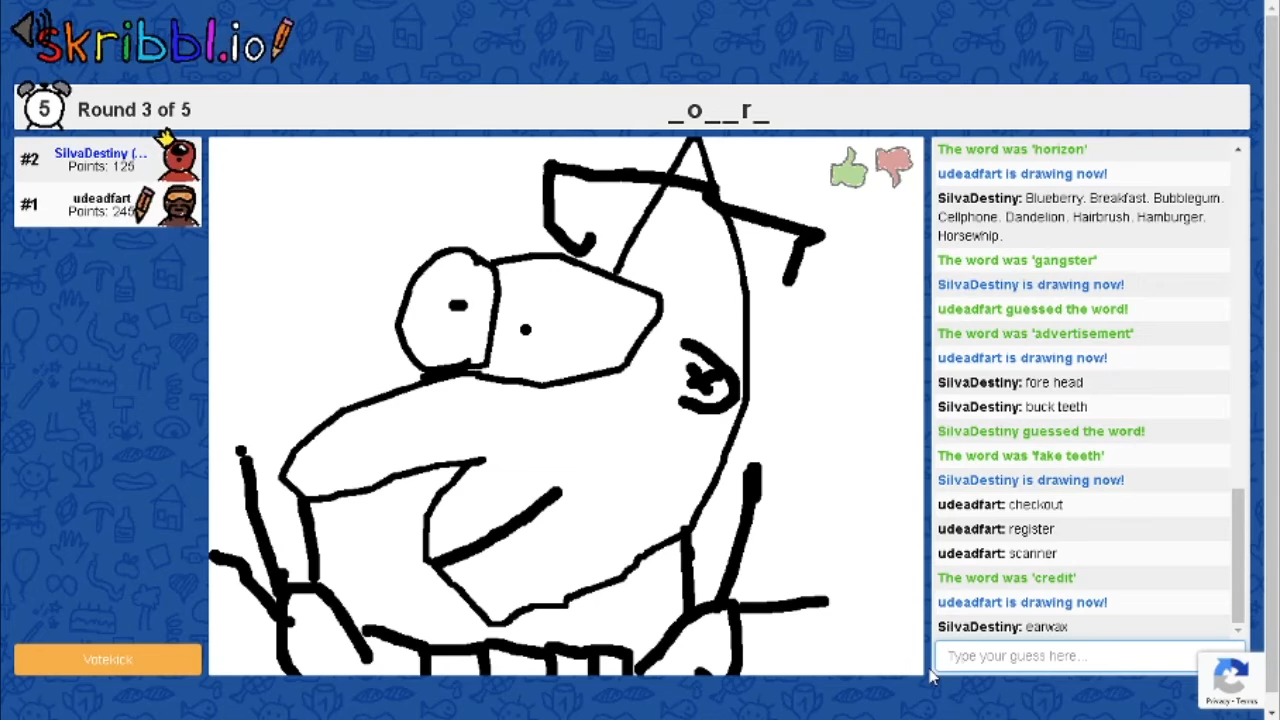 skribbl.io
5
Round 3 of 5
_o__r_
#2
SilvaDestiny (...
Points: 125
#1
udeadfart
Points: 245
The word was 'horizon'
udeadfart is drawing now!
SilvaDestiny: Blueberry. Breakfast. Bubblegum.
Cellphone. Dandelion. Hairbrush. Hamburger.
Horsewhip.
The word was 'gangster'
SilvaDestiny is drawing now!
udeadfart guessed the word!
The word was 'advertisement'
udeadfart is drawing now!
SilvaDestiny: fore head
SilvaDestiny: buck teeth
SilvaDestiny guessed the word!
The word was 'fake teeth'
SilvaDestiny is drawing now!
udeadfart: checkout
udeadfart: register
udeadfart: scanner
The word was 'credit'
udeadfart is drawing now!
SilvaDestiny: earwax
Votekick
Type your guess here...
Privacy - Terms